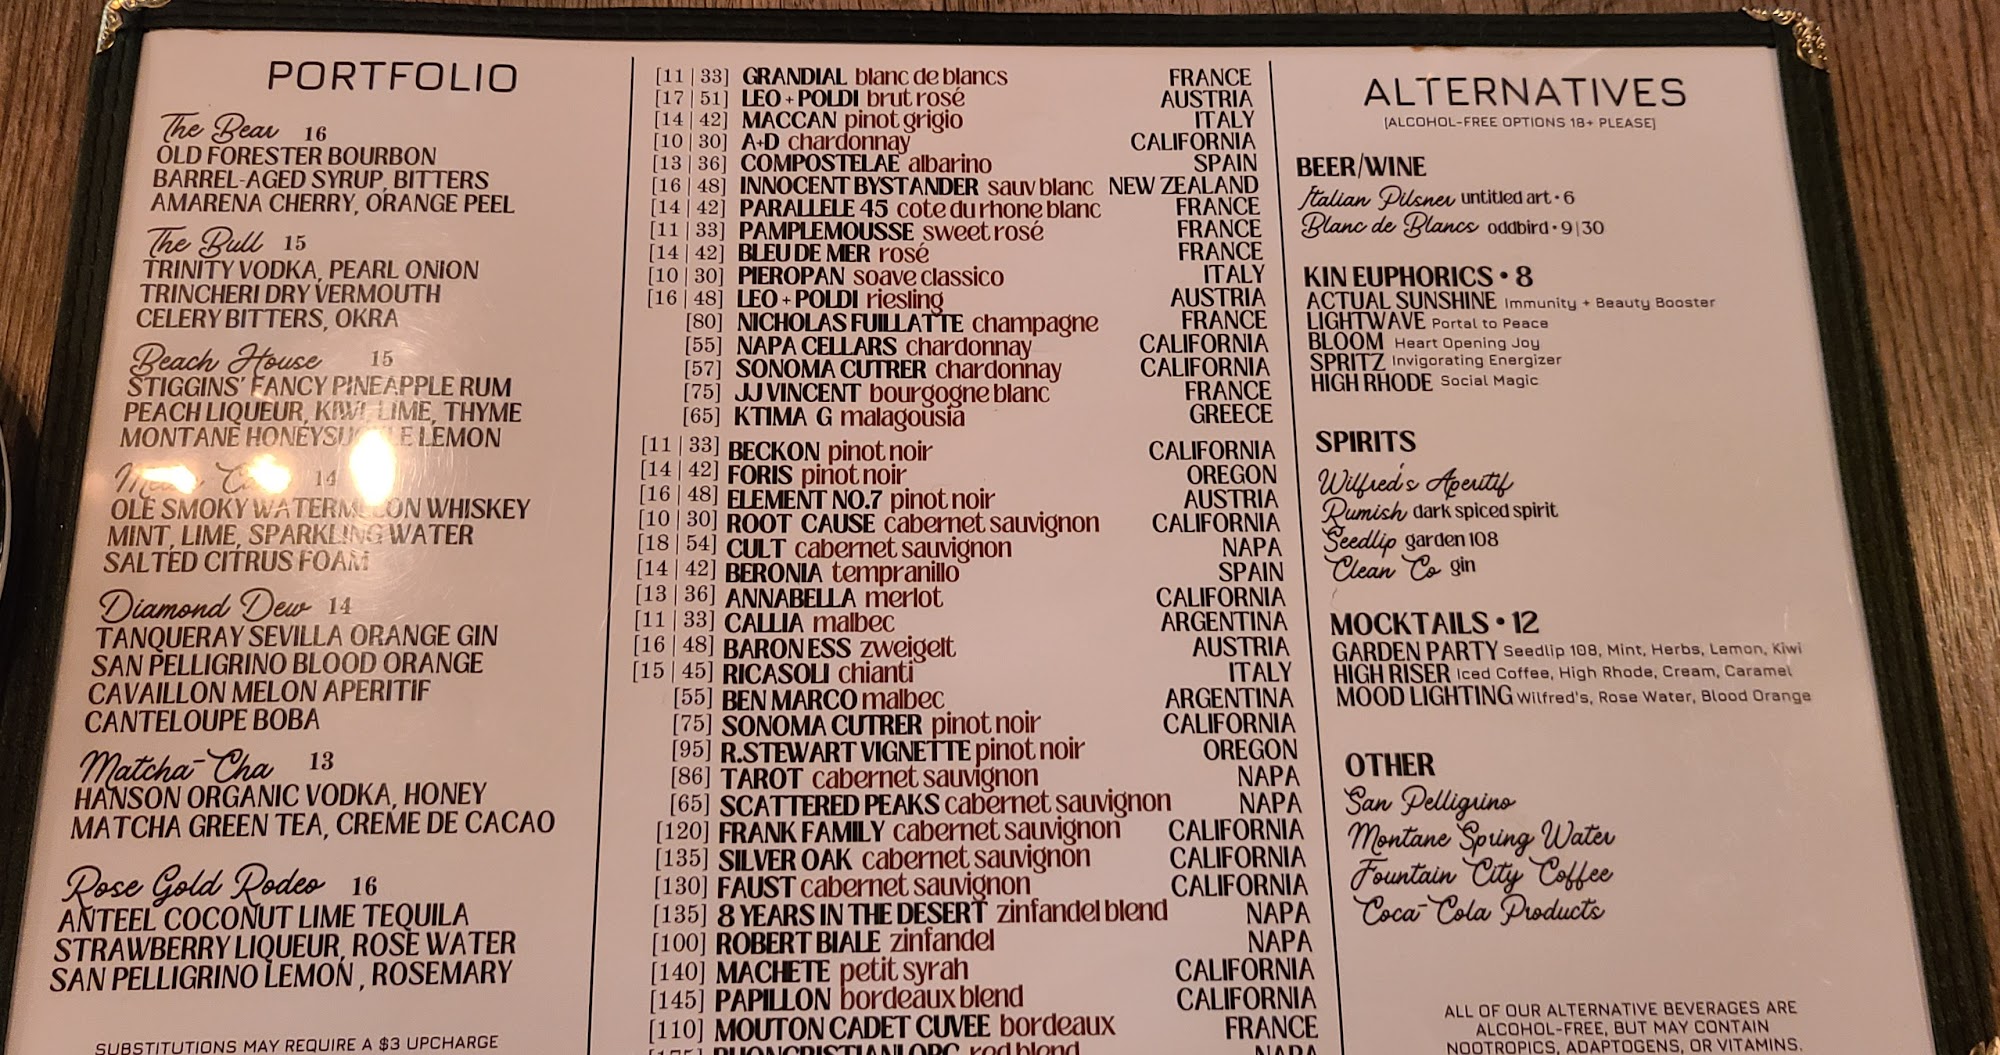 PORTFOLIO
The Bear 16
OLD FORESTER BOURBON
BARREL-AGED SYRUP, BITTERS
AMARENA CHERRY, ORANGE PEEL
The Bull 15
TRINITY VODKA, PEARL ONION
TRINCHERI DRY VERMOUTH
CELERY BITTERS, OKRA
Beach House 15
STIGGINS' FANCY PINEAPPLE RUM
PEACH LIQUEUR, KIWI, LIME, THYME
MONTANE HONEYSUCKLE LEMON
14
OLE SMOKY WATERMELON WHISKEY
MINT, LIME, SPARKLING WATER
SALTED CITRUS FOAM
Diamond Dew 14
TANQUERAY SEVILLA ORANGE GIN
SAN PELLIGRINO BLOOD ORANGE
CAVAILLON MELON APERITIF
CANTELOUPE BOBA
Matcha-Cha 13
HANSON ORGANIC VODKA, HONEY
MATCHA GREEN TEA, CREME DE CACAO
Rose Gold Rodeo 16
ANTEEL COCONUT LIME TEQUILA
STRAWBERRY LIQUEUR, ROSE WATER
SAN PELLIGRINO LEMON , ROSEMARY
SUBSTITUTIONS MAY REQUIRE A $3 UPCHARGE
[11 | 33] GRANDIAL blanc de blancs FRANCE
[17 | 51] LEO + POLDI brut rosé AUSTRIA
[14 | 42] MACCAN pinot grigio ITALY
[10 | 30] A+D chardonnay CALIFORNIA
[13 | 36] COMPOSTELAE albarino SPAIN
[16 | 48] INNOCENT BYSTANDER sauv blanc NEW ZEALAND
[14 | 42] PARALLELE 45 cote du rhone blanc FRANCE
[11 | 33] PAMPLEMOUSSE sweet rosé FRANCE
[14 | 42] BLEU DE MER rosé FRANCE
[10 | 30] PIEROPAN soave classico ITALY
[16 | 48] LEO + POLDI riesling AUSTRIA
[80] NICHOLAS FUILLATTE champagne FRANCE
[55] NAPA CELLARS chardonnay CALIFORNIA
[57] SONOMA CUTRER chardonnay CALIFORNIA
[75] JJ VINCENT bourgogne blanc FRANCE
[65] KTIMA G malagousia GREECE
[11 | 33] BECKON pinot noir CALIFORNIA
[14 | 42] FORIS pinot noir OREGON
[16 | 48] ELEMENT NO.7 pinot noir AUSTRIA
[10 | 30] ROOT CAUSE cabernet sauvignon CALIFORNIA
[18 | 54] CULT cabernet sauvignon NAPA
[14 | 42] BERONIA tempranillo SPAIN
[13 | 36] ANNABELLA merlot CALIFORNIA
[11 | 33] CALLIA malbec ARGENTINA
[16 | 48] BARON ESS zweigelt AUSTRIA
[15 | 45] RICASOLI chianti ITALY
[55] BEN MARCO malbec ARGENTINA
[75] SONOMA CUTRER pinot noir CALIFORNIA
[95] R.STEWART VIGNETTE pinot noir OREGON
[86] TAROT cabernet sauvignon NAPA
[65] SCATTERED PEAKS cabernet sauvignon NAPA
[120] FRANK FAMILY cabernet sauvignon CALIFORNIA
[135] SILVER OAK cabernet sauvignon CALIFORNIA
[130] FAUST cabernet sauvignon CALIFORNIA
[135] 8 YEARS IN THE DESERT zinfandel blend NAPA
[100] ROBERT BIALE zinfandel NAPA
[140] MACHETE petit syrah CALIFORNIA
[145] PAPILLON bordeaux blend CALIFORNIA
[110] MOUTON CADET CUVEE bordeaux FRANCE
red blend NAPA
ALTERNATIVES
[ALCOHOL-FREE OPTIONS 18+ PLEASE]
BEER/WINE
Italian Pilsner untitled art • 6
Blanc de Blancs oddbird • 9|30
KIN EUPHORICS • 8
ACTUAL SUNSHINE Immunity + Beauty Booster
LIGHTWAVE Portal to Peace
BLOOM Heart Opening Joy
SPRITZ Invigorating Energizer
HIGH RHODE Social Magic
SPIRITS
Wilfred's Aperitif
Rumish dark spiced spirit
Seedlip garden 108
Clean Co gin
MOCKTAILS • 12
GARDEN PARTY Seedlip 108, Mint, Herbs, Lemon, Kiwi
HIGH RISER Iced Coffee, High Rhode, Cream, Caramel
MOOD LIGHTING Wilfred's, Rose Water, Blood Orange
OTHER
San Pelligrino
Montane Spring Water
Fountain City Coffee
Coca-Cola Products
ALL OF OUR ALTERNATIVE BEVERAGES ARE
ALCOHOL-FREE, BUT MAY CONTAIN
NOOTROPICS, ADAPTOGENS, OR VITAMINS.